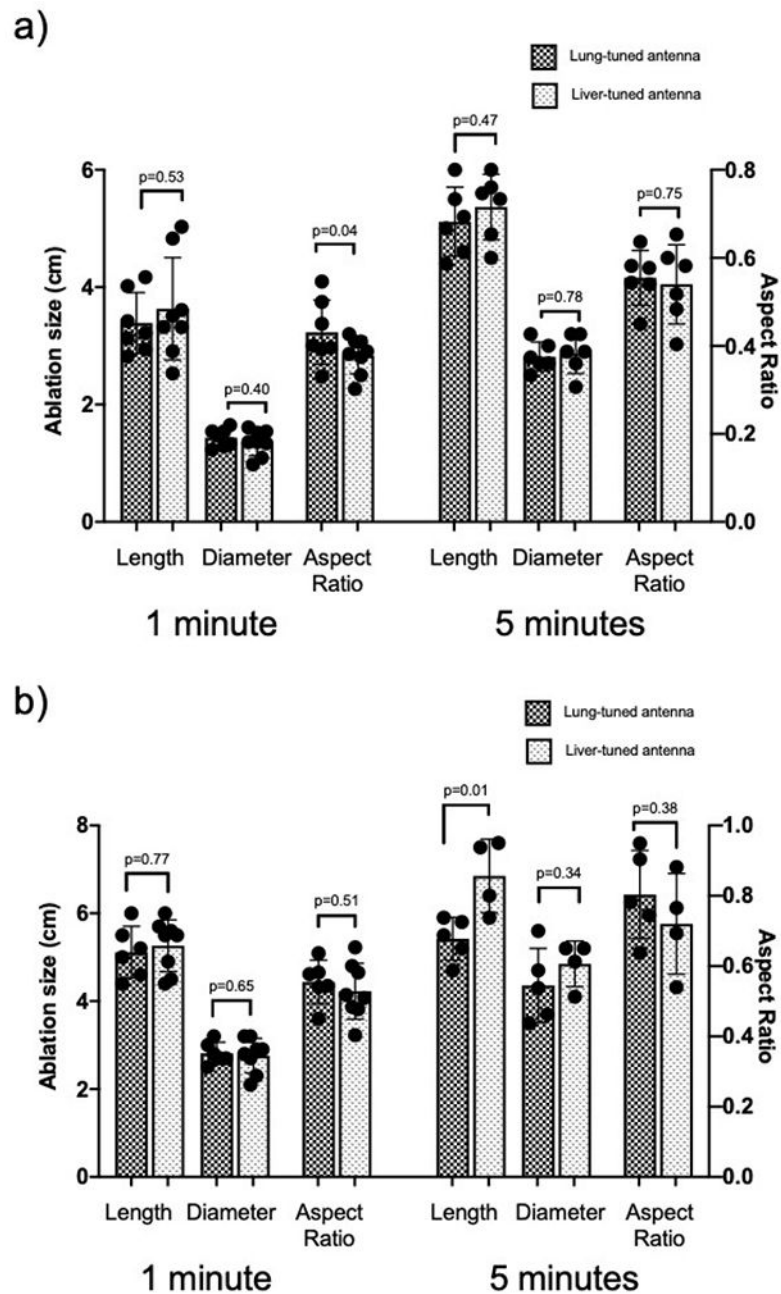 a)
Lung-tuned antenna
Liver-tuned antenna
p=0.47
p=0.53
p=0.04
p=0.75
p=0.78
p=0.40
6
4
2
0
Ablation size (cm)
0.8
0.6
0.4
0.2
0.0
Aspect Ratio
Length Diameter Aspect Ratio
Length Diameter Aspect Ratio
1 minute 5 minutes
b)
Lung-tuned antenna
Liver-tuned antenna
p=0.01
p=0.38
p=0.77
p=0.51
p=0.34
p=0.65
8
6
4
2
0
Ablation size (cm)
1.0
0.8
0.6
0.4
0.2
0.0
Aspect Ratio
Length Diameter Aspect Ratio
Length Diameter Aspect Ratio
1 minute 5 minutes